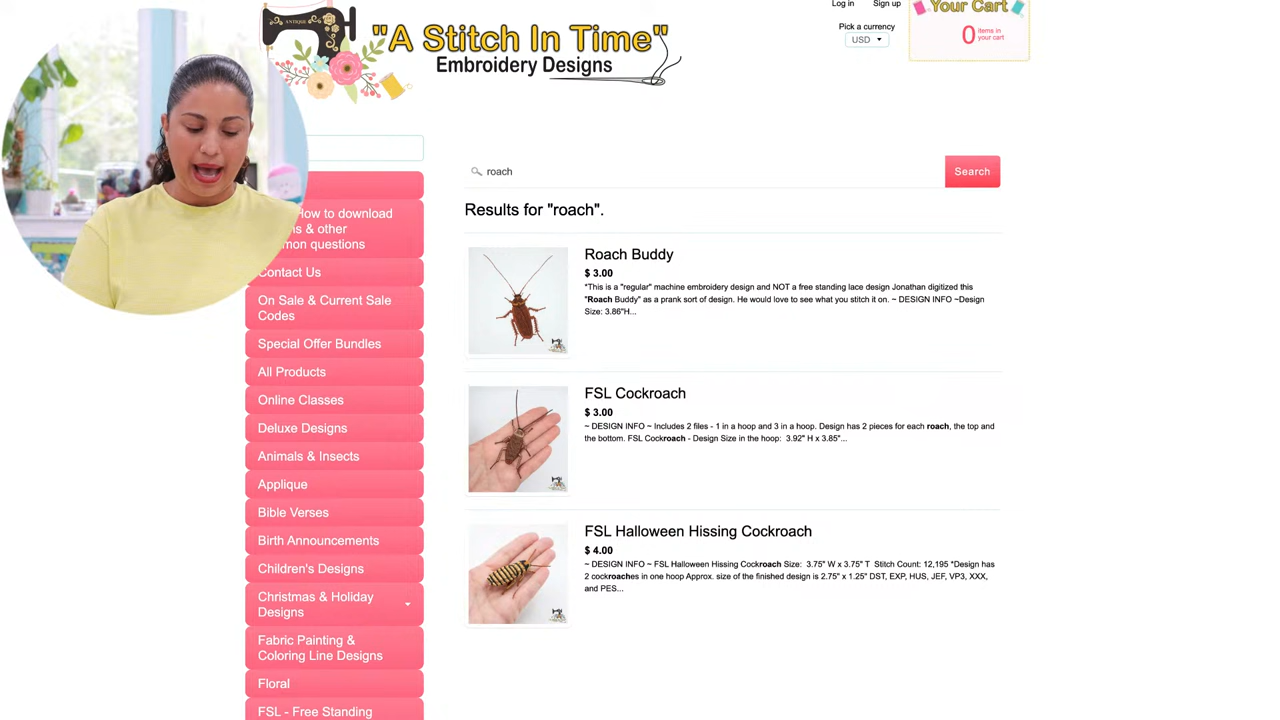 Log in Sign up
Your Cart
ANTIQUE
"A Stitch In Time"
Embroidery Designs
Pick a currency
USD
0 items in your cart
roach
Search
Results for "roach".
How to download
ns & other
mon questions
Contact Us
On Sale & Current Sale
Codes
Special Offer Bundles
All Products
Online Classes
Deluxe Designs
Animals & Insects
Applique
Bible Verses
Birth Announcements
Children's Designs
Christmas & Holiday
Designs
Fabric Painting &
Coloring Line Designs
Floral
FSL - Free Standing
Roach Buddy
$ 3.00
*This is a "regular" machine embroidery design and NOT a free standing lace design Jonathan digitized this
"Roach Buddy" as a prank sort of design. He would love to see what you stitch it on. ~ DESIGN INFO ~Design
Size: 3.86"H...
FSL Cockroach
$ 3.00
~ DESIGN INFO ~ Includes 2 files - 1 in a hoop and 3 in a hoop. Design has 2 pieces for each roach, the top and
the bottom. FSL Cockroach - Design Size in the hoop: 3.92" H x 3.85"...
FSL Halloween Hissing Cockroach
$ 4.00
~ DESIGN INFO ~ FSL Halloween Hissing Cockroach Size: 3.75" W x 3.75" T Stitch Count: 12,195 *Design has
2 cockroaches in one hoop Approx. size of the finished design is 2.75" x 1.25" DST, EXP, HUS, JEF, VP3, XXX,
and PES...